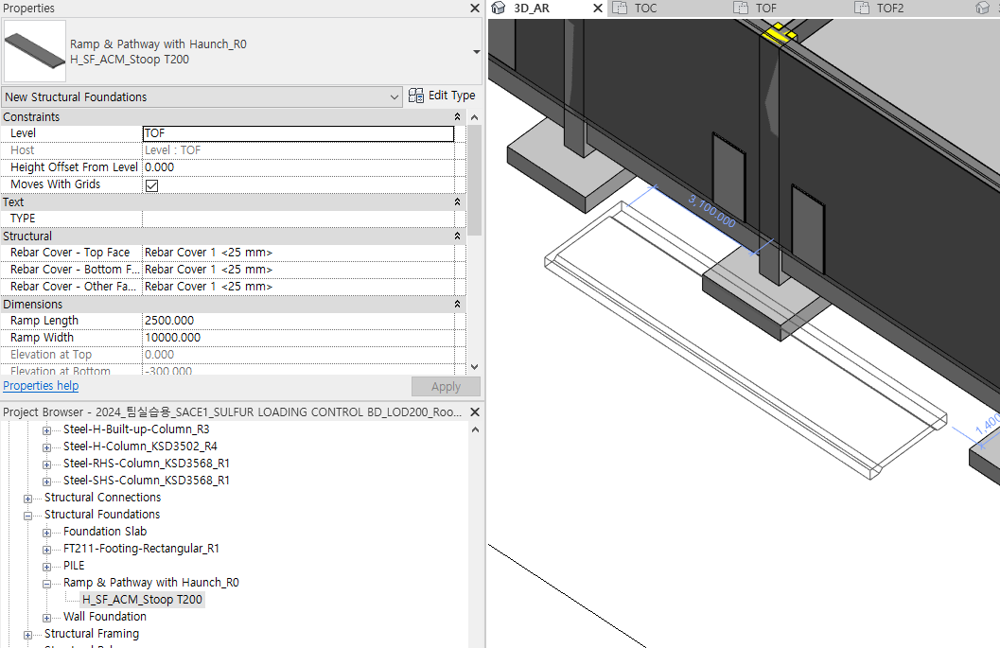 Properties
Ramp & Pathway with Haunch_R0
H_SF_ACM_Stoop T200
New Structural Foundations
Edit Type
Constraints
Level TOF
Host Level : TOF
Height Offset From Level 0.000
Moves With Grids
Text
TYPE
Structural
Rebar Cover - Top Face Rebar Cover 1 <25 mm>
Rebar Cover - Bottom F... Rebar Cover 1 <25 mm>
Rebar Cover - Other Fa... Rebar Cover 1 <25 mm>
Dimensions
Ramp Length 2500.000
Ramp Width 10000.000
Elevation at Top 0.000
Elevation at Bottom -300.000
Properties help
Apply
Project Browser - 2024_팀실습용_SACE1_SULFUR LOADING CONTROL BD_LOD200_Roo...
Steel-H-Built-up-Column_R3
Steel-H-Column_KSD3502_R4
Steel-RHS-Column_KSD3568_R1
Steel-SHS-Column_KSD3568_R1
Structural Connections
Structural Foundations
Foundation Slab
FT211-Footing-Rectangular_R1
PILE
Ramp & Pathway with Haunch_R0
H_SF_ACM_Stoop T200
Wall Foundation
Structural Framing
3D_AR
TOC
TOF
TOF2
3,100.000